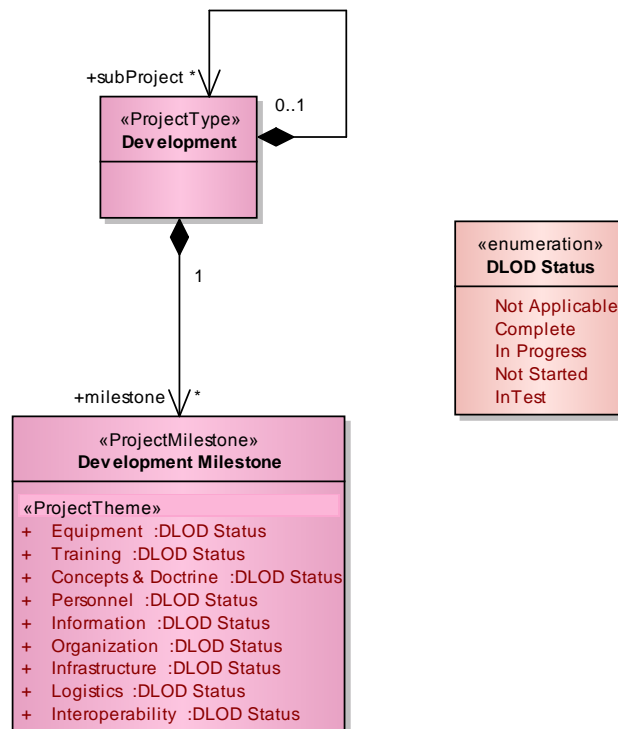 +subProject *
0..1
«ProjectType»
Development
1
+milestone *
«enumeration»
DLOD Status
Not Applicable
Complete
In Progress
Not Started
InTest
«ProjectMilestone»
Development Milestone
«ProjectTheme»
+ Equipment :DLOD Status
+ Training :DLOD Status
+ Concepts & Doctrine :DLOD Status
+ Personnel :DLOD Status
+ Information :DLOD Status
+ Organization :DLOD Status
+ Infrastructure :DLOD Status
+ Logistics :DLOD Status
+ Interoperability :DLOD Status